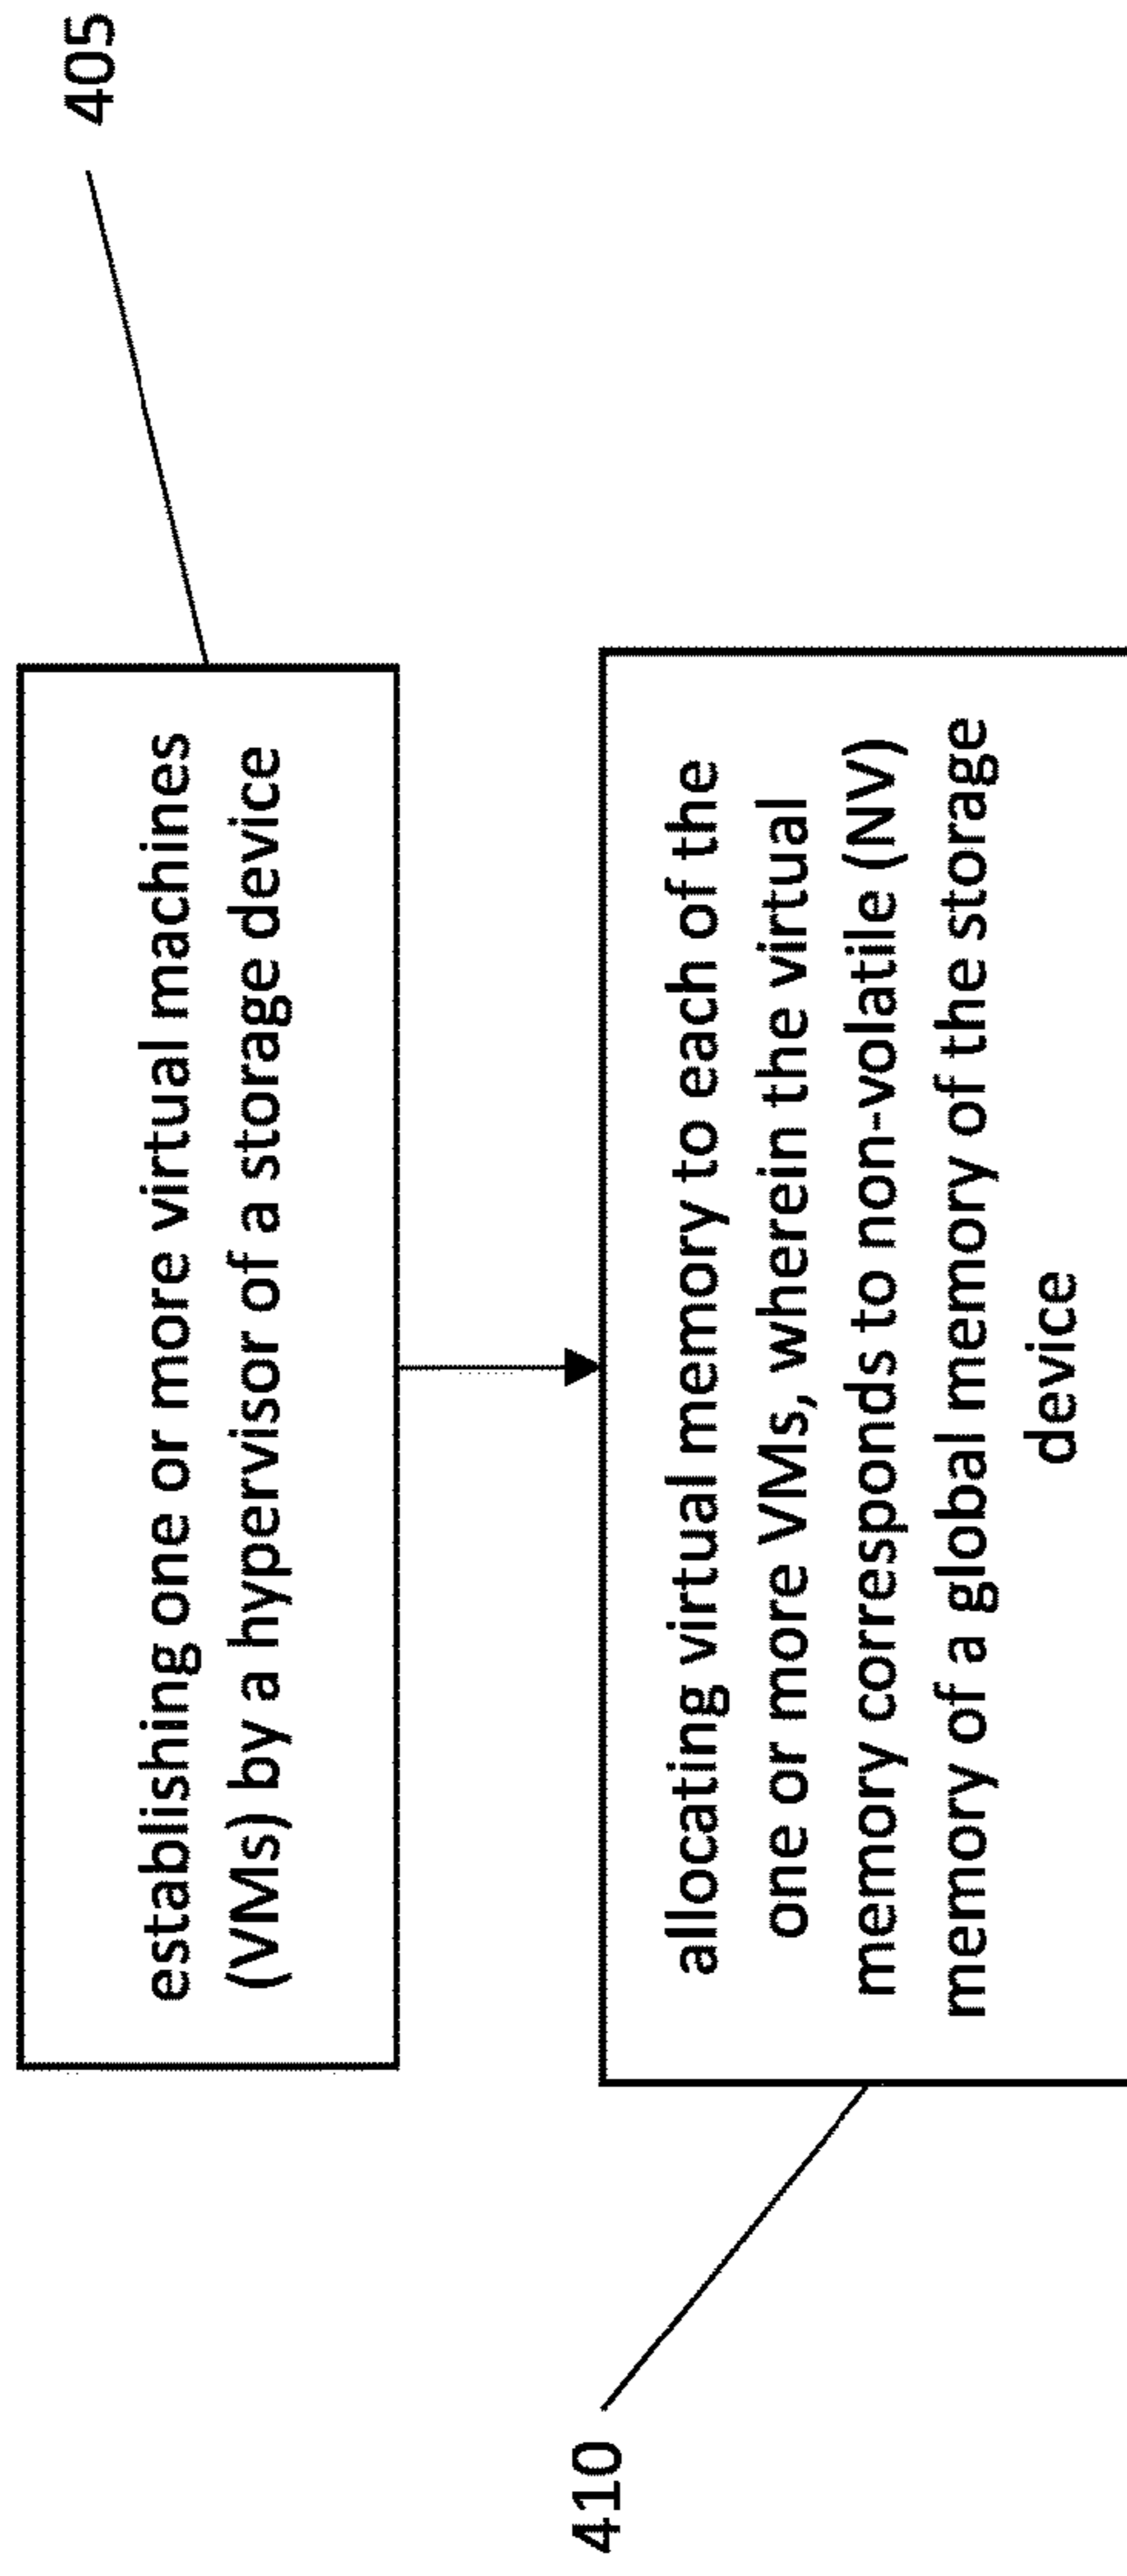 405
establishing one or more virtual machines
(VMs) by a hypervisor of a storage device
410
allocating virtual memory to each of the
one or more VMs, wherein the virtual
memory corresponds to non-volatile (NV)
memory of a global memory of the storage
device